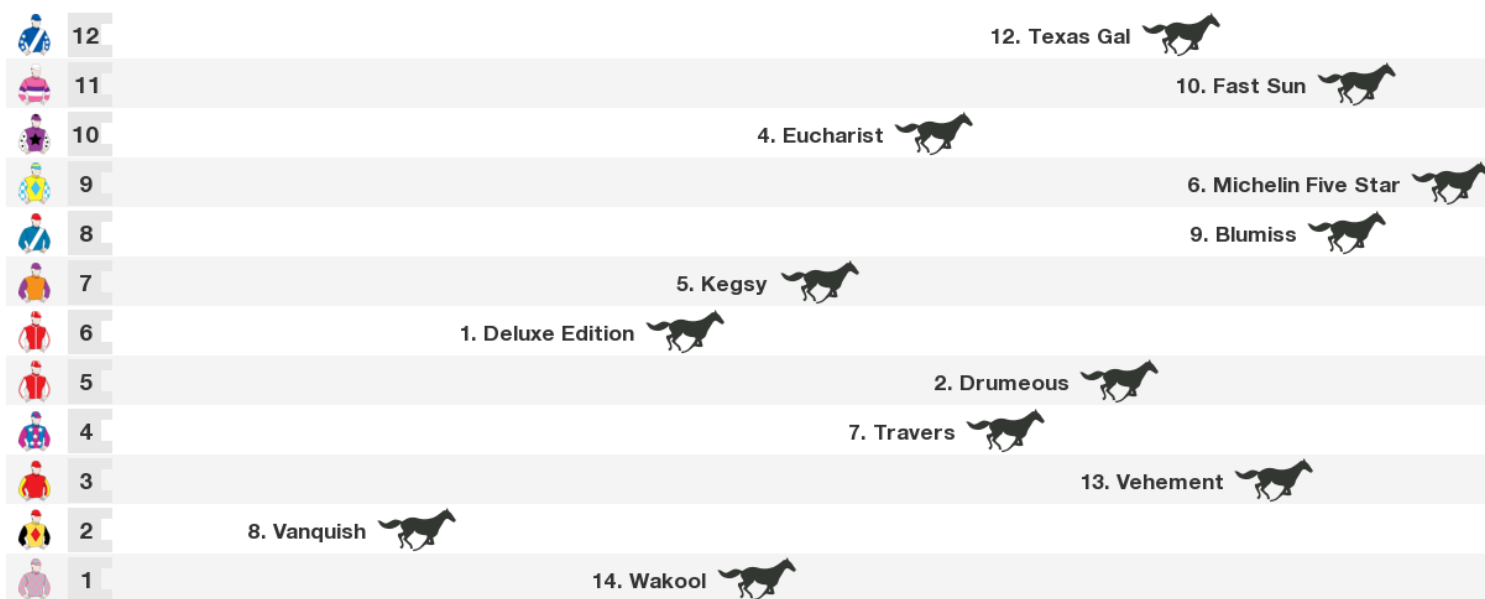 12 12. Texas Gal
11 10. Fast Sun
10 4. Eucharist
9 6. Michelin Five Star
8 9. Blumiss
7 5. Kegsy
6 1. Deluxe Edition
5 2. Drumeous
4 7. Travers
3 13. Vehement
2 8. Vanquish
1 14. Wakool